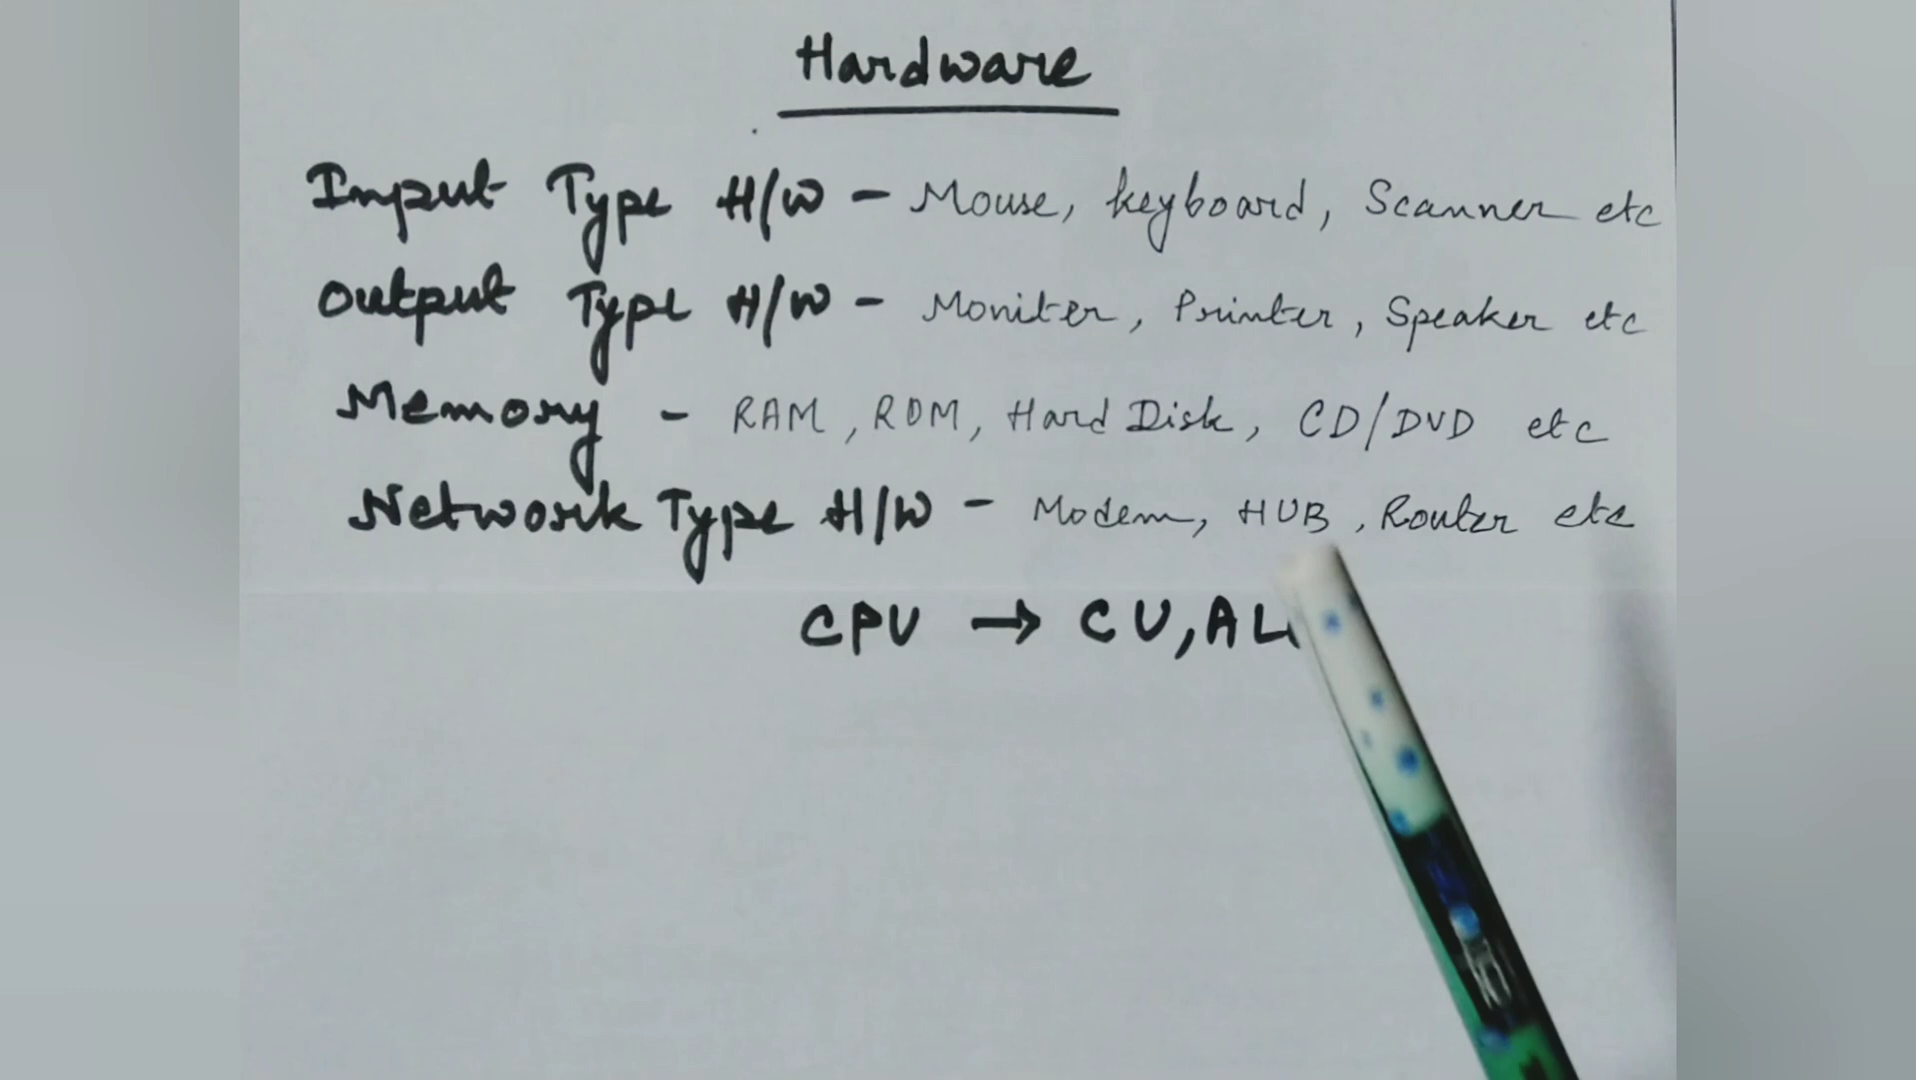 Hardware
Input Type H/W - Mouse, keyboard, Scanner etc
Output Type H/W - Moniter, Printer, Speaker etc
Memory - RAM, ROM, Hard Disk, CD/DVD etc
Network Type H/W - Modem, HUB, Router etc
CPU → CU,